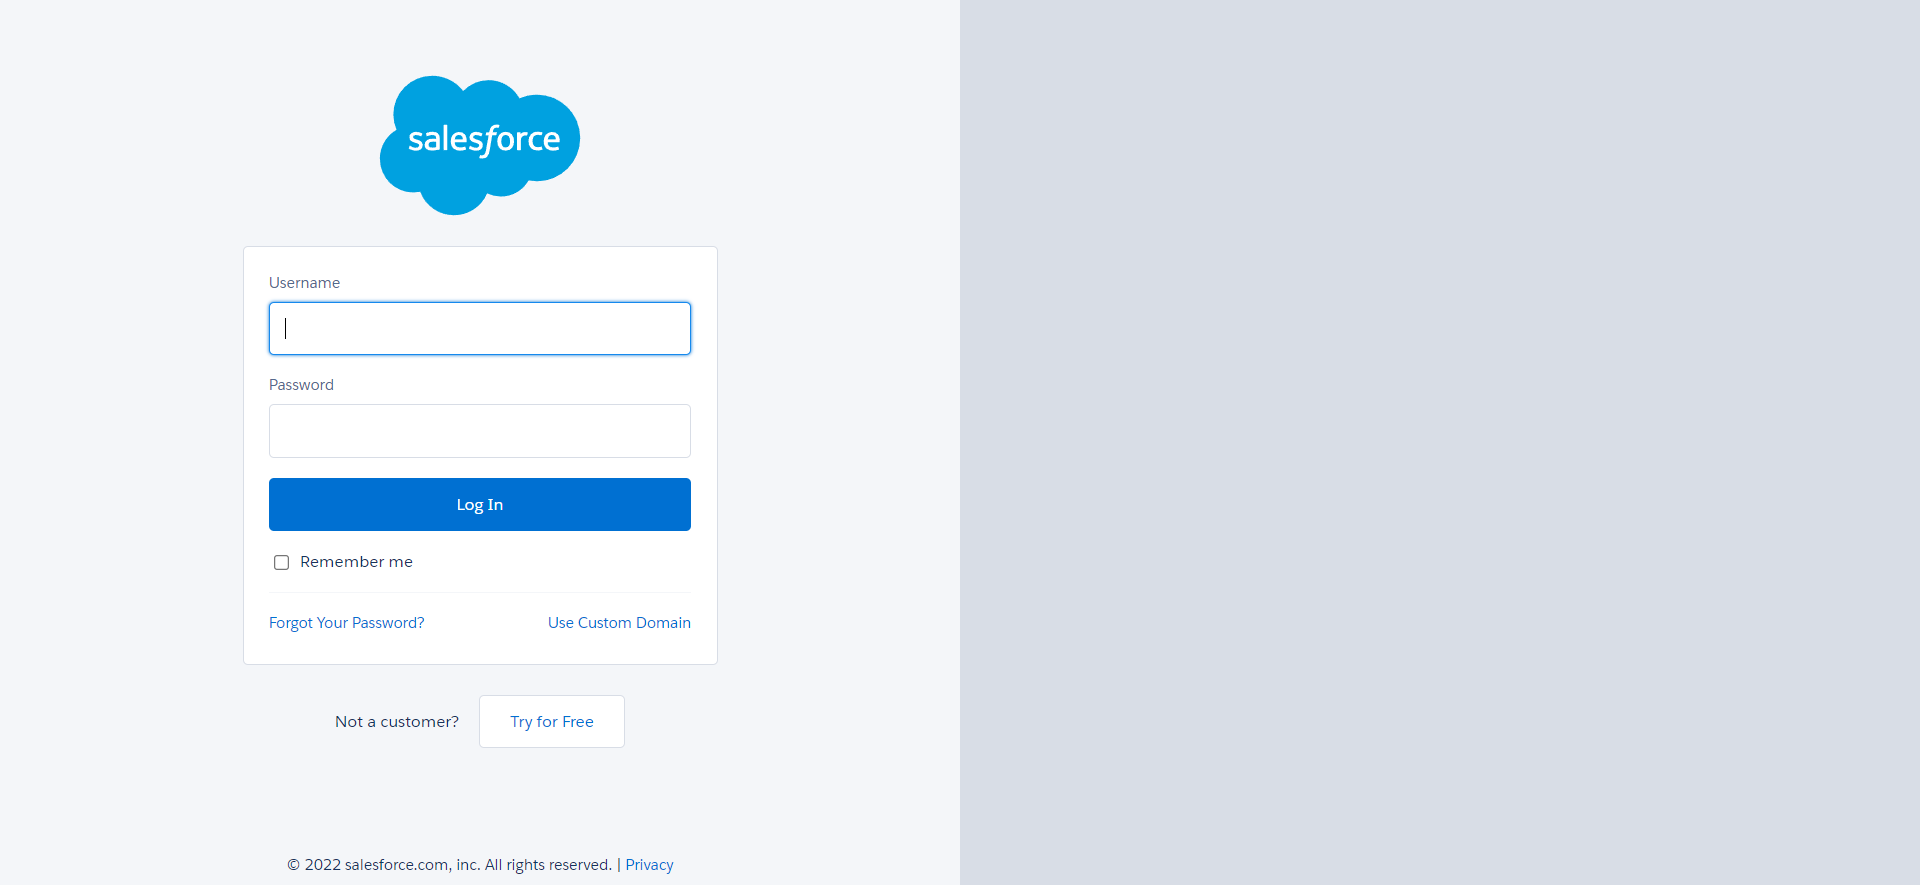 salesforce
Username
Password
Log In
Remember me
Forgot Your Password? Use Custom Domain
Not a customer? Try for Free
© 2022 salesforce.com, inc. All rights reserved. | Privacy